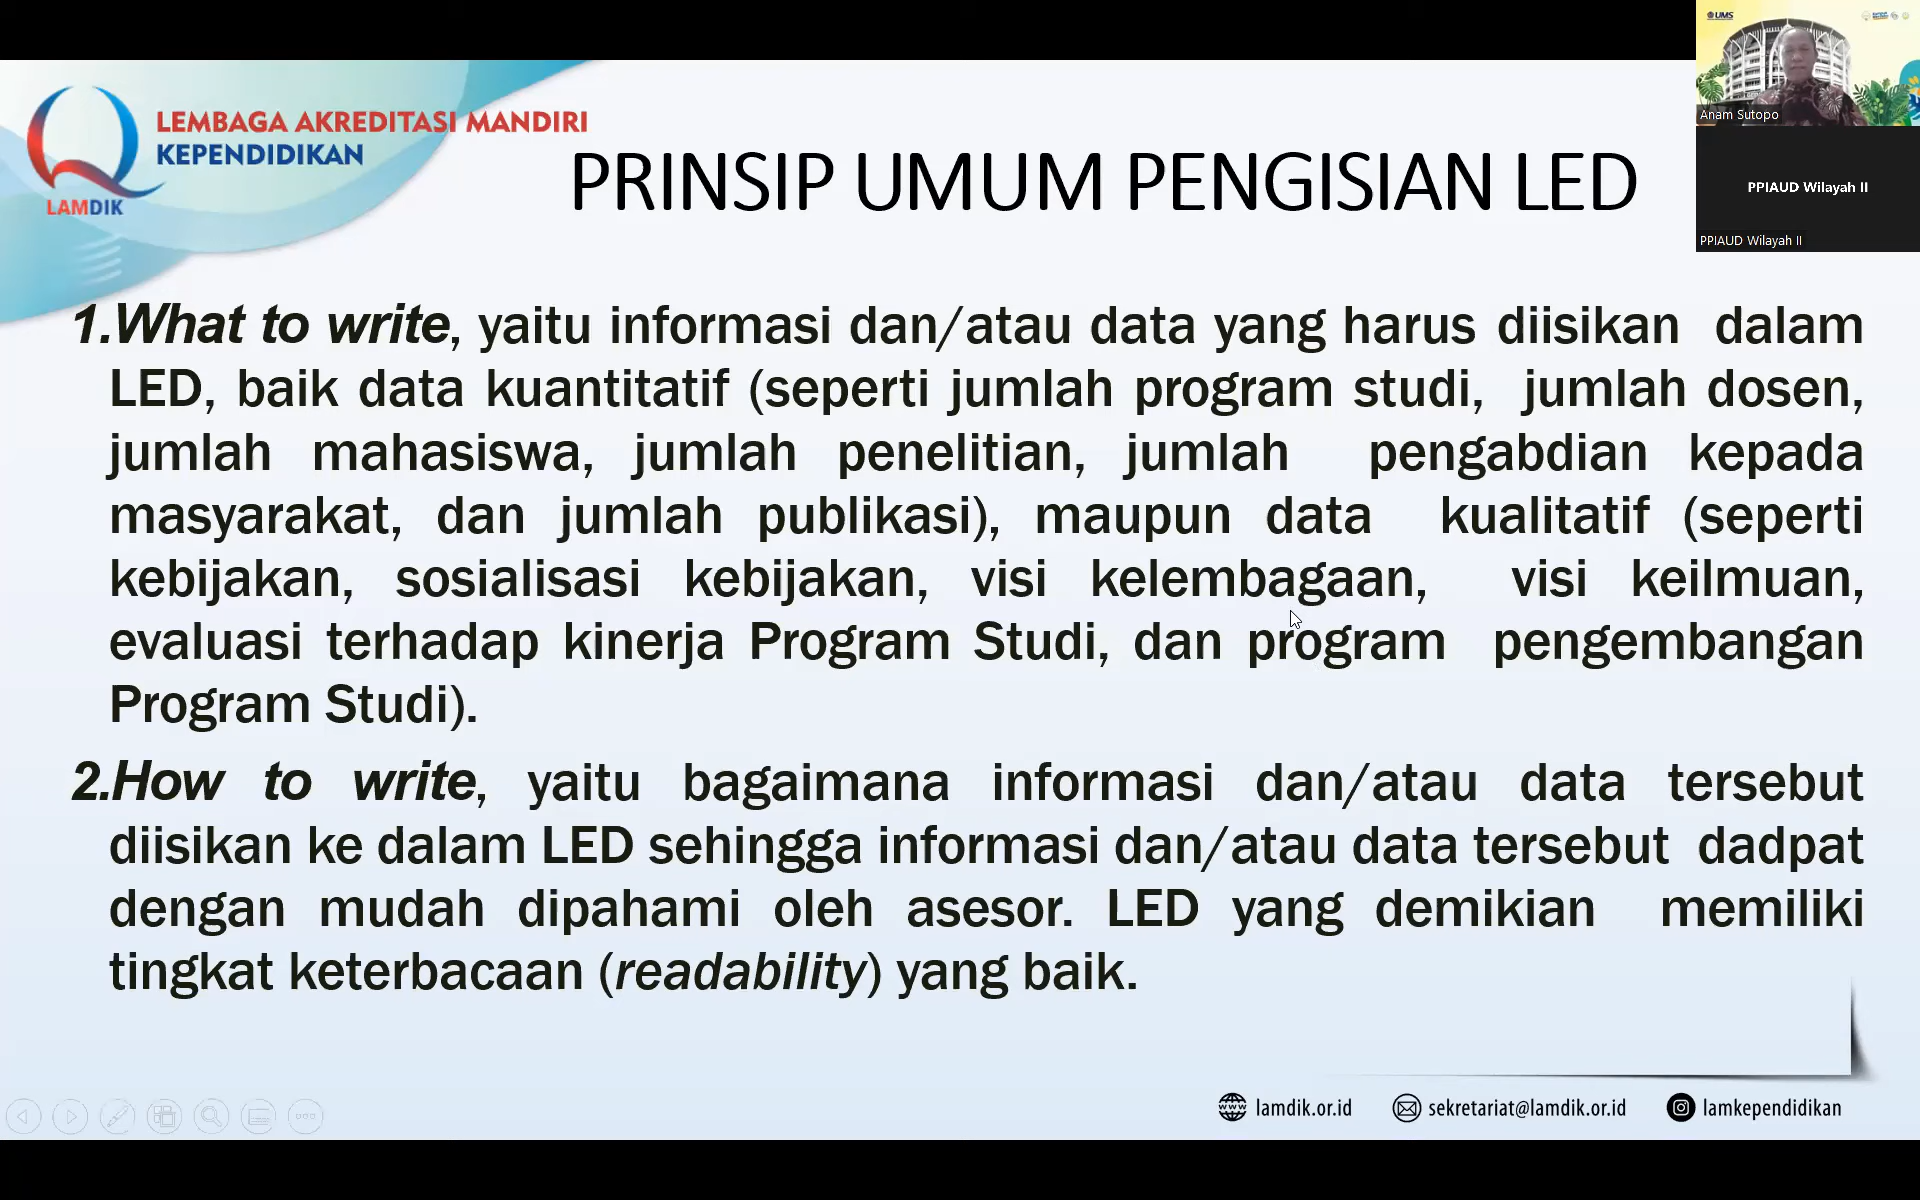 UMS
Anam Sutopo
PPIAUD Wilayah II
PPIAUD Wilayah II
LEMBAGA AKREDITASI MANDIRI
KEPENDIDIKAN
LAMDIK
PRINSIP UMUM PENGISIAN LED
1.What to write, yaitu informasi dan/atau data yang harus diisikan dalam
LED, baik data kuantitatif (seperti jumlah program studi, jumlah dosen,
jumlah mahasiswa, jumlah penelitian, jumlah pengabdian kepada
masyarakat, dan jumlah publikasi), maupun data kualitatif (seperti
kebijakan, sosialisasi kebijakan, visi kelembagaan, visi keilmuan,
evaluasi terhadap kinerja Program Studi, dan program pengembangan
Program Studi).
2.How to write, yaitu bagaimana informasi dan/atau data tersebut
diisikan ke dalam LED sehingga informasi dan/atau data tersebut dadpat
dengan mudah dipahami oleh asesor. LED yang demikian memiliki
tingkat keterbacaan (readability) yang baik.
www lamdik.or.id sekretariat@lamdik.or.id lamkependidikan